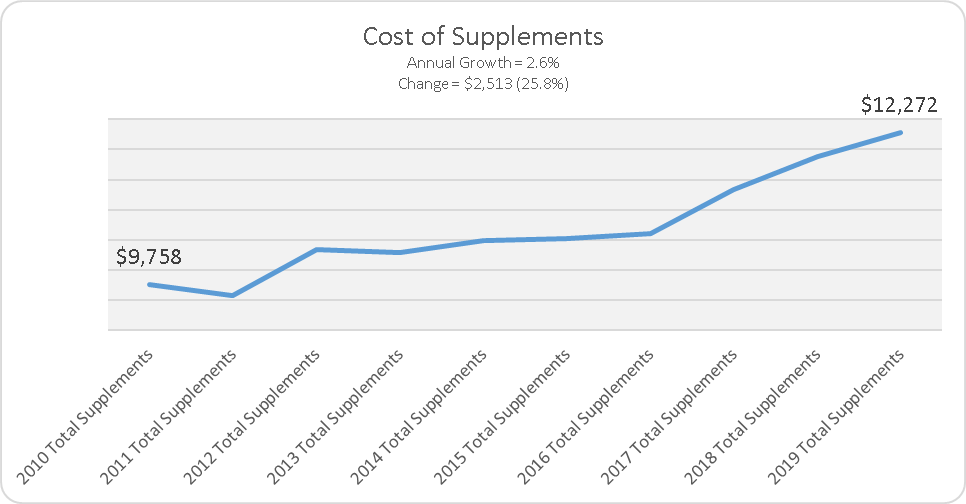 Cost of Supplements
Annual Growth = 2.6%
Change = $2,513 (25.8%)
$12,272
$9,758
2010 Total Supplements
2011 Total Supplements
2012 Total Supplements
2013 Total Supplements
2014 Total Supplements
2015 Total Supplements
2016 Total Supplements
2017 Total Supplements
2018 Total Supplements
2019 Total Supplements